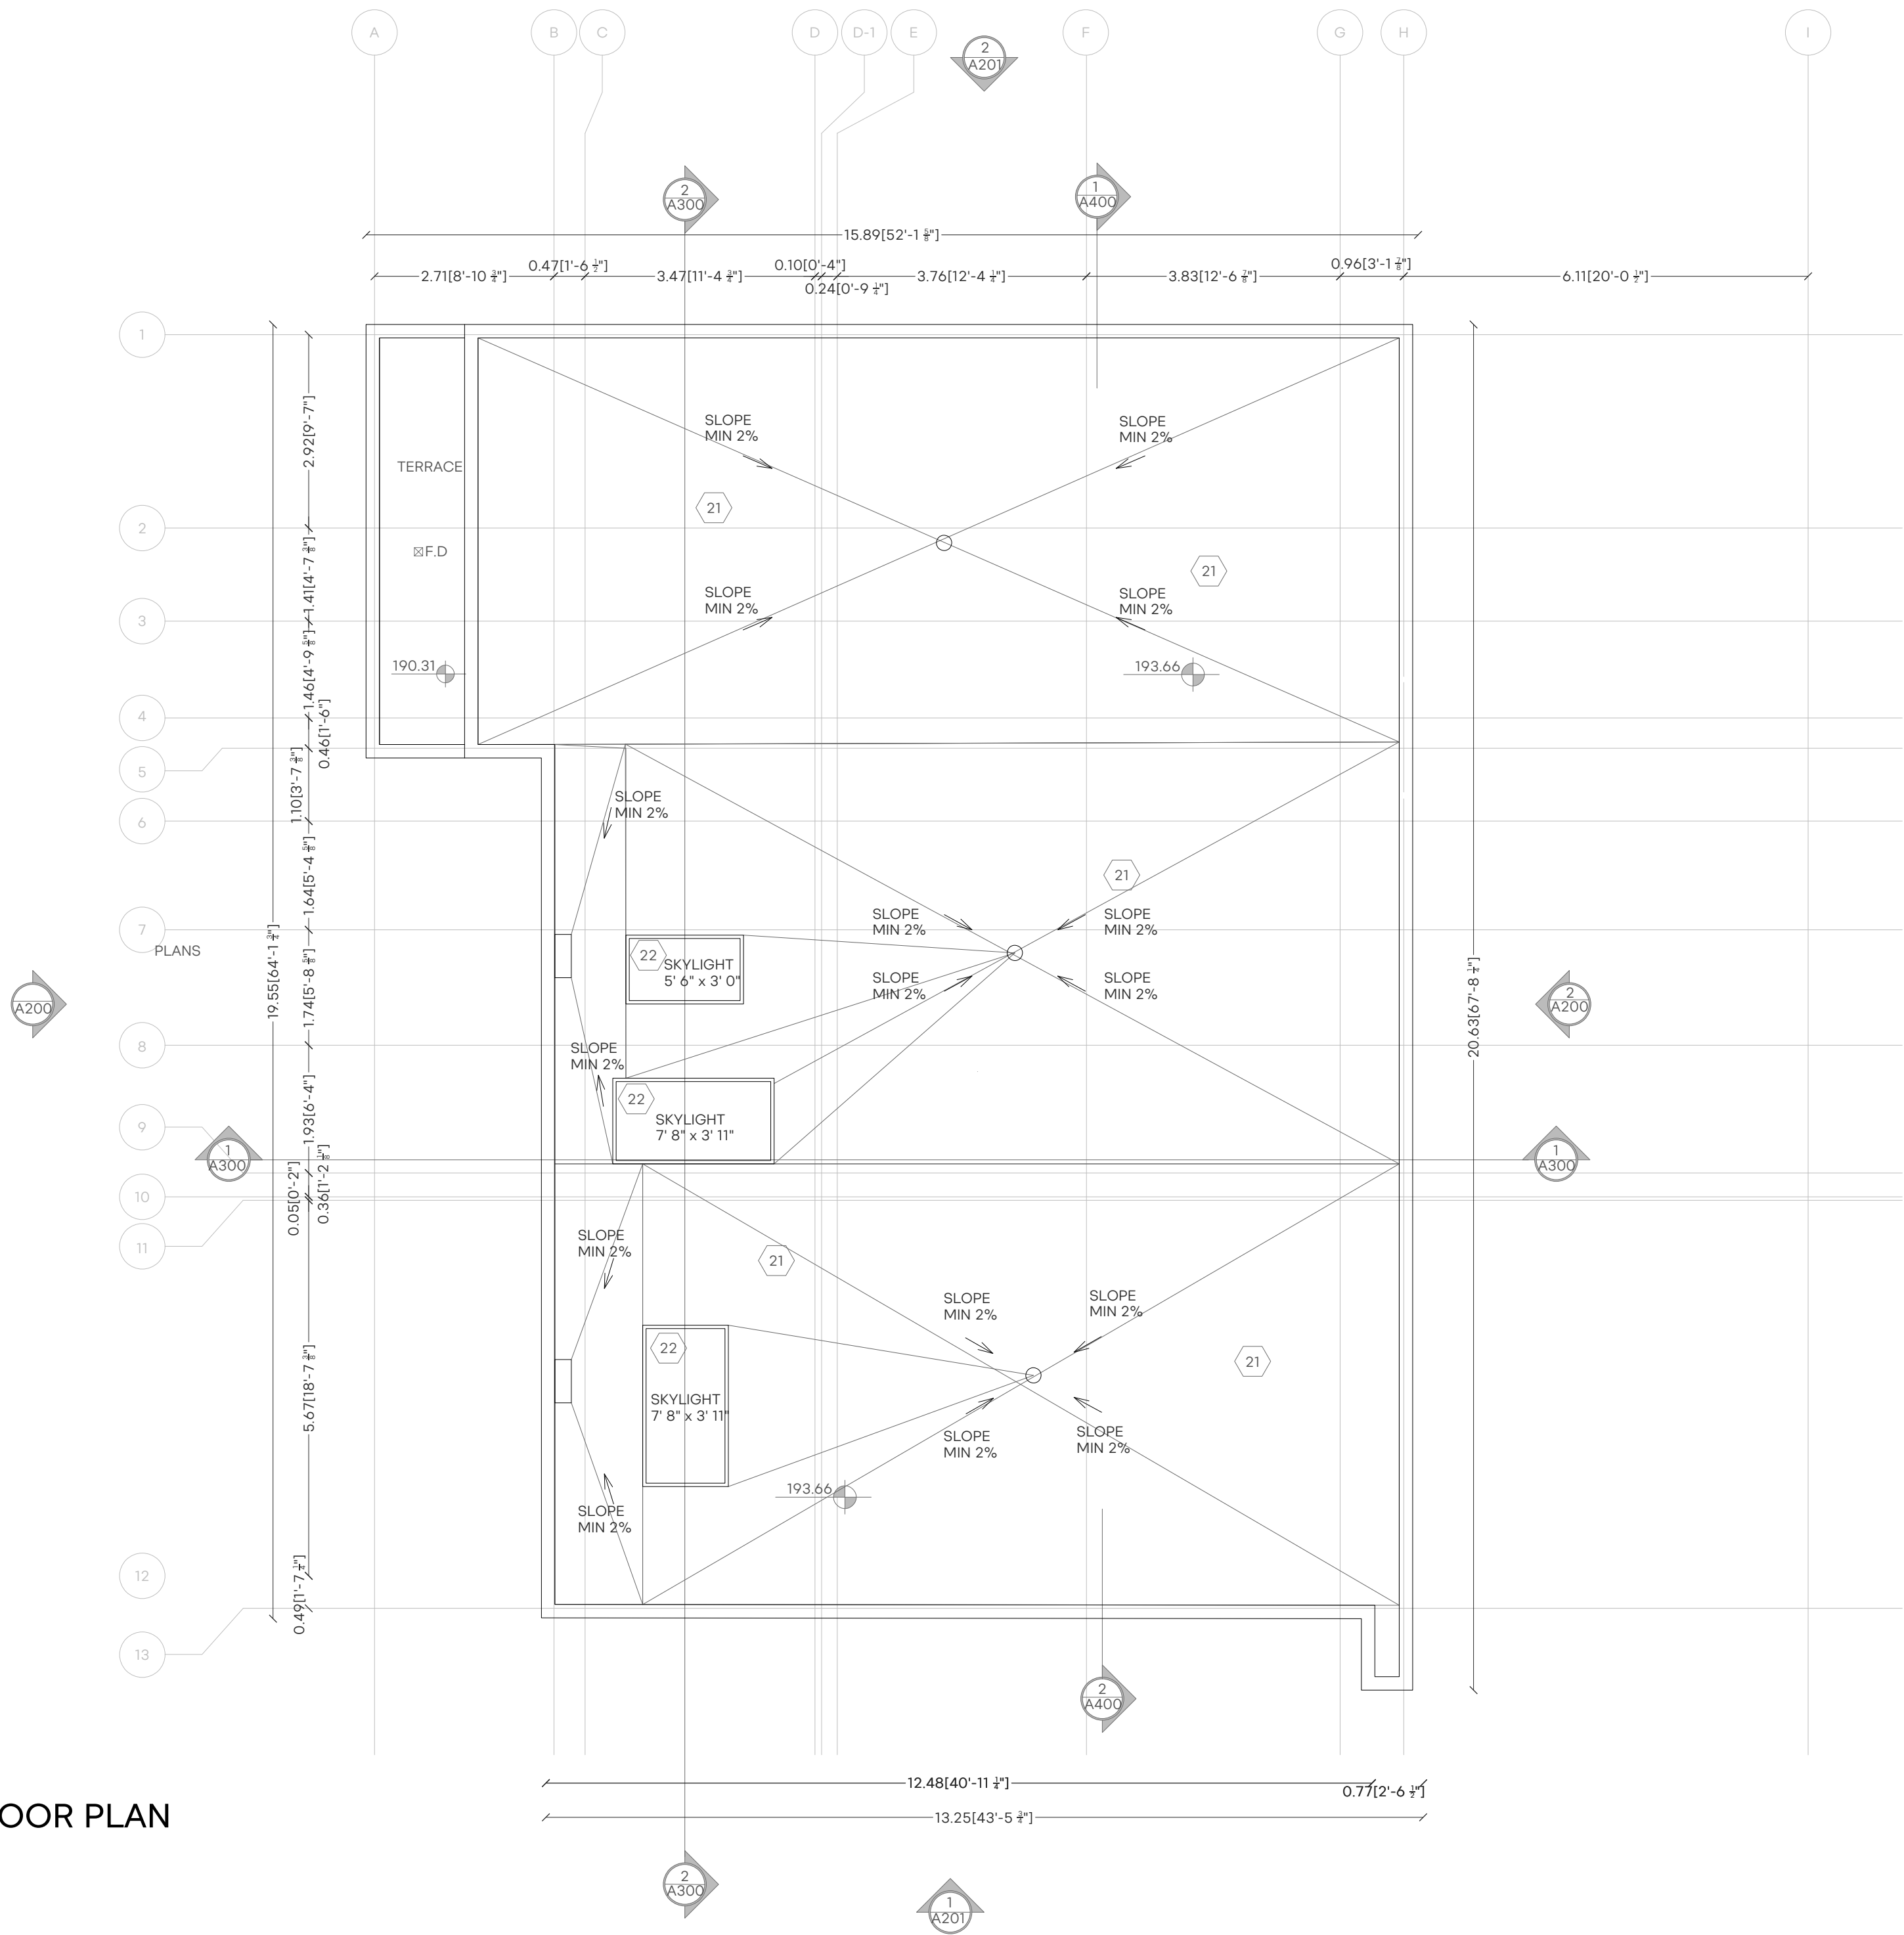 A B C D D-1 E F G H I
2
A201
2
A300
1
A400
15.89[52'-1 5/8"]
0.47[1'-6 1/2"] 0.10[0'-4"] 0.96[3'-1 7/8"]
2.71[8'-10 3/4"] 3.47[11'-4 3/4"] 3.76[12'-4 1/4"] 3.83[12'-6 7/8"] 6.11[20'-0 1/2"]
0.24[0'-9 1/4"]
1
2
3
4
5
6
7
8
9
10
11
12
13
2.92[9'-7"]
1.41[4'-7 3/8"]
1.46[4'-9 5/8"]
0.46[1'-6"]
1.10[3'-7 3/8"]
1.64[5'-4 5/8"]
1.74[5'-8 5/8"]
1.93[6'-4"]
0.36[1'-2 1/8"]
0.05[0'-2"]
5.67[18'-7 3/8"]
0.49[1'-7 1/4"]
19.55[64'-1 3/4"]
20.63[67'-8 1/4"]
TERRACE
F.D
190.31
SLOPE
MIN 2%
SLOPE
MIN 2%
21
21
SLOPE
MIN 2%
SLOPE
MIN 2%
193.66
SLOPE
MIN 2%
21
SLOPE
MIN 2%
SLOPE
MIN 2%
PLANS
22
SKYLIGHT
5' 6" x 3' 0"
SLOPE
MIN 2%
SLOPE
MIN 2%
A200
2
A200
SLOPE
MIN 2%
22
SKYLIGHT
7' 8" x 3' 11"
1
A300
1
A300
SLOPE
MIN 2%
21
SLOPE
MIN 2%
SLOPE
MIN 2%
22
21
SKYLIGHT
7' 8" x 3' 11"
SLOPE
MIN 2%
SLOPE
MIN 2%
193.66
SLOPE
MIN 2%
2
A400
12.48[40'-11 1/4"]
0.77[2'-6 1/2"]
13.25[43'-5 3/4"]
OOR PLAN
2
A300
1
A201